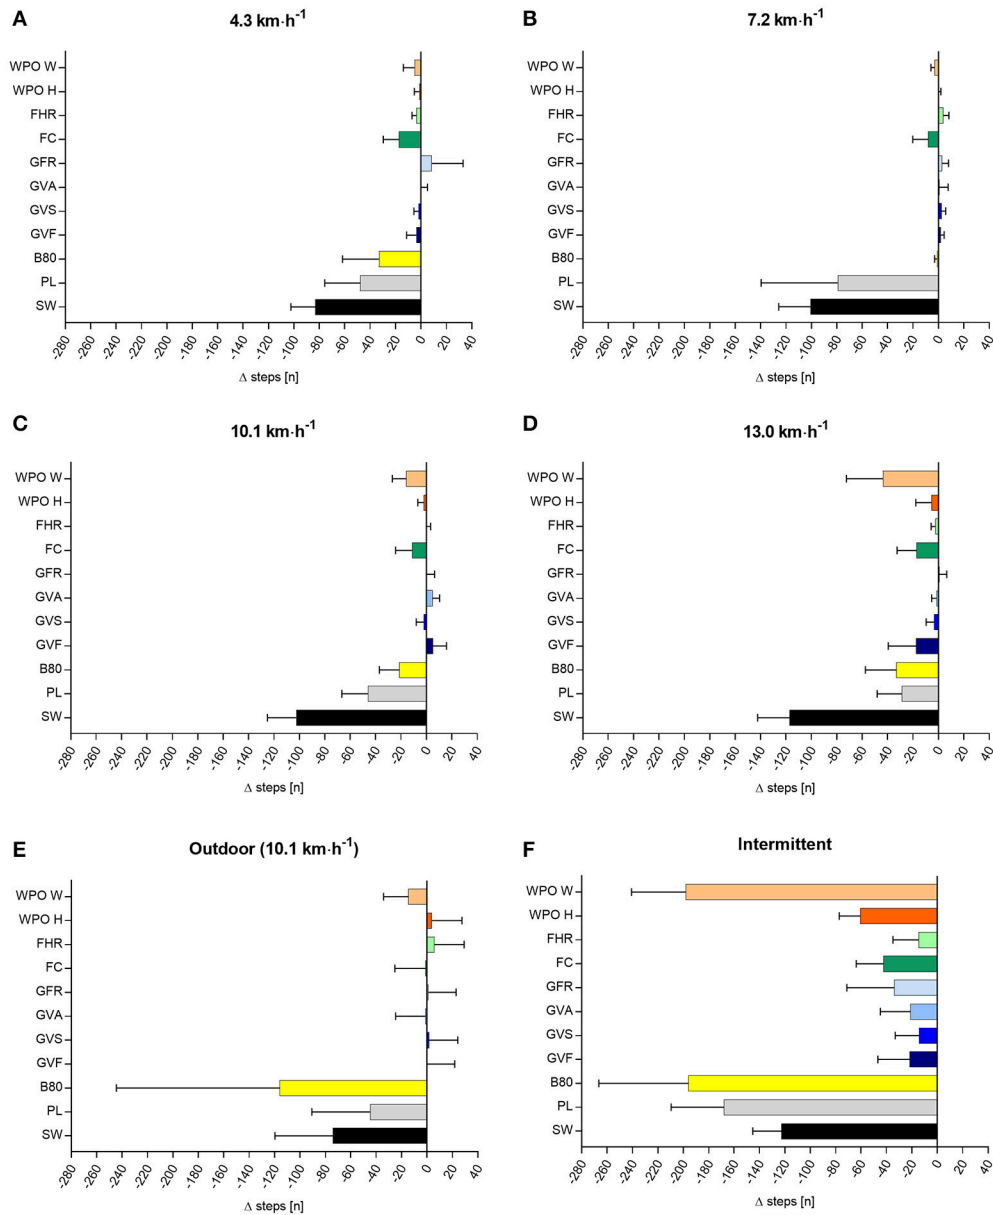 A
4.3 km·h-1
WPO W
WPO H
FHR
FC
GFR
GVA
GVS
GVF
B80
PL
SW
-280 -260 -240 -220 -200 -180 -160 -140 -120 -100 -80 -60 -40 -20 0 20 40
Δ steps [n]
B
7.2 km·h-1
WPO W
WPO H
FHR
FC
GFR
GVA
GVS
GVF
B80
PL
SW
-280 -260 -240 -220 -200 -180 -160 -140 -120 -100 -80 -60 -40 -20 0 20 40
Δ steps [n]
C
10.1 km·h-1
WPO W
WPO H
FHR
FC
GFR
GVA
GVS
GVF
B80
PL
SW
-280 -260 -240 -220 -200 -180 -160 -140 -120 -100 -80 -60 -40 -20 0 20 40
Δ steps [n]
D
13.0 km·h-1
WPO W
WPO H
FHR
FC
GFR
GVA
GVS
GVF
B80
PL
SW
-280 -260 -240 -220 -200 -180 -160 -140 -120 -100 -80 -60 -40 -20 0 20 40
Δ steps [n]
E
Outdoor (10.1 km·h-1)
WPO W
WPO H
FHR
FC
GFR
GVA
GVS
GVF
B80
PL
SW
-280 -260 -240 -220 -200 -180 -160 -140 -120 -100 -80 -60 -40 -20 0 20 40
Δ steps [n]
F
Intermittent
WPO W
WPO H
FHR
FC
GFR
GVA
GVS
GVF
B80
PL
SW
-280 -260 -240 -220 -200 -180 -160 -140 -120 -100 -80 -60 -40 -20 0 20 40
Δ steps [n]